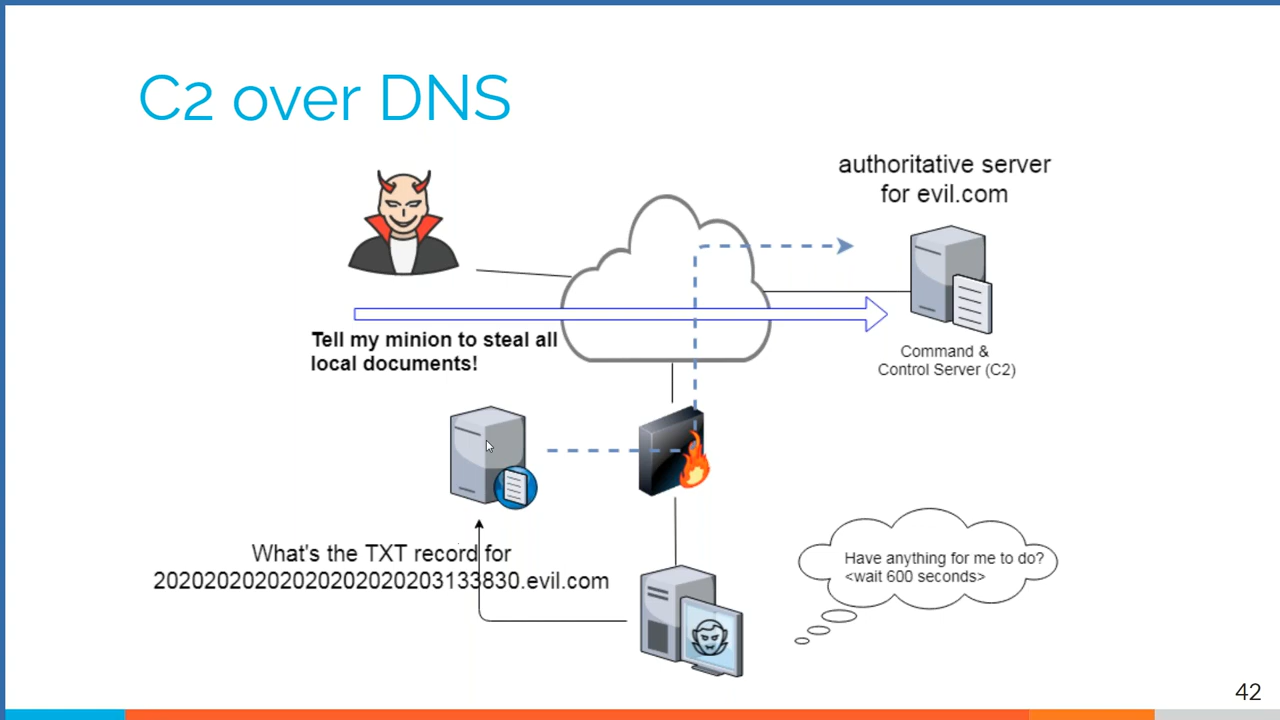 C2 over DNS
authoritative server
for evil.com
Tell my minion to steal all
local documents!
Command &
Control Server (C2)
What's the TXT record for
2020202020202020202020203133830.evil.com
Have anything for me to do?
<wait 600 seconds>
42